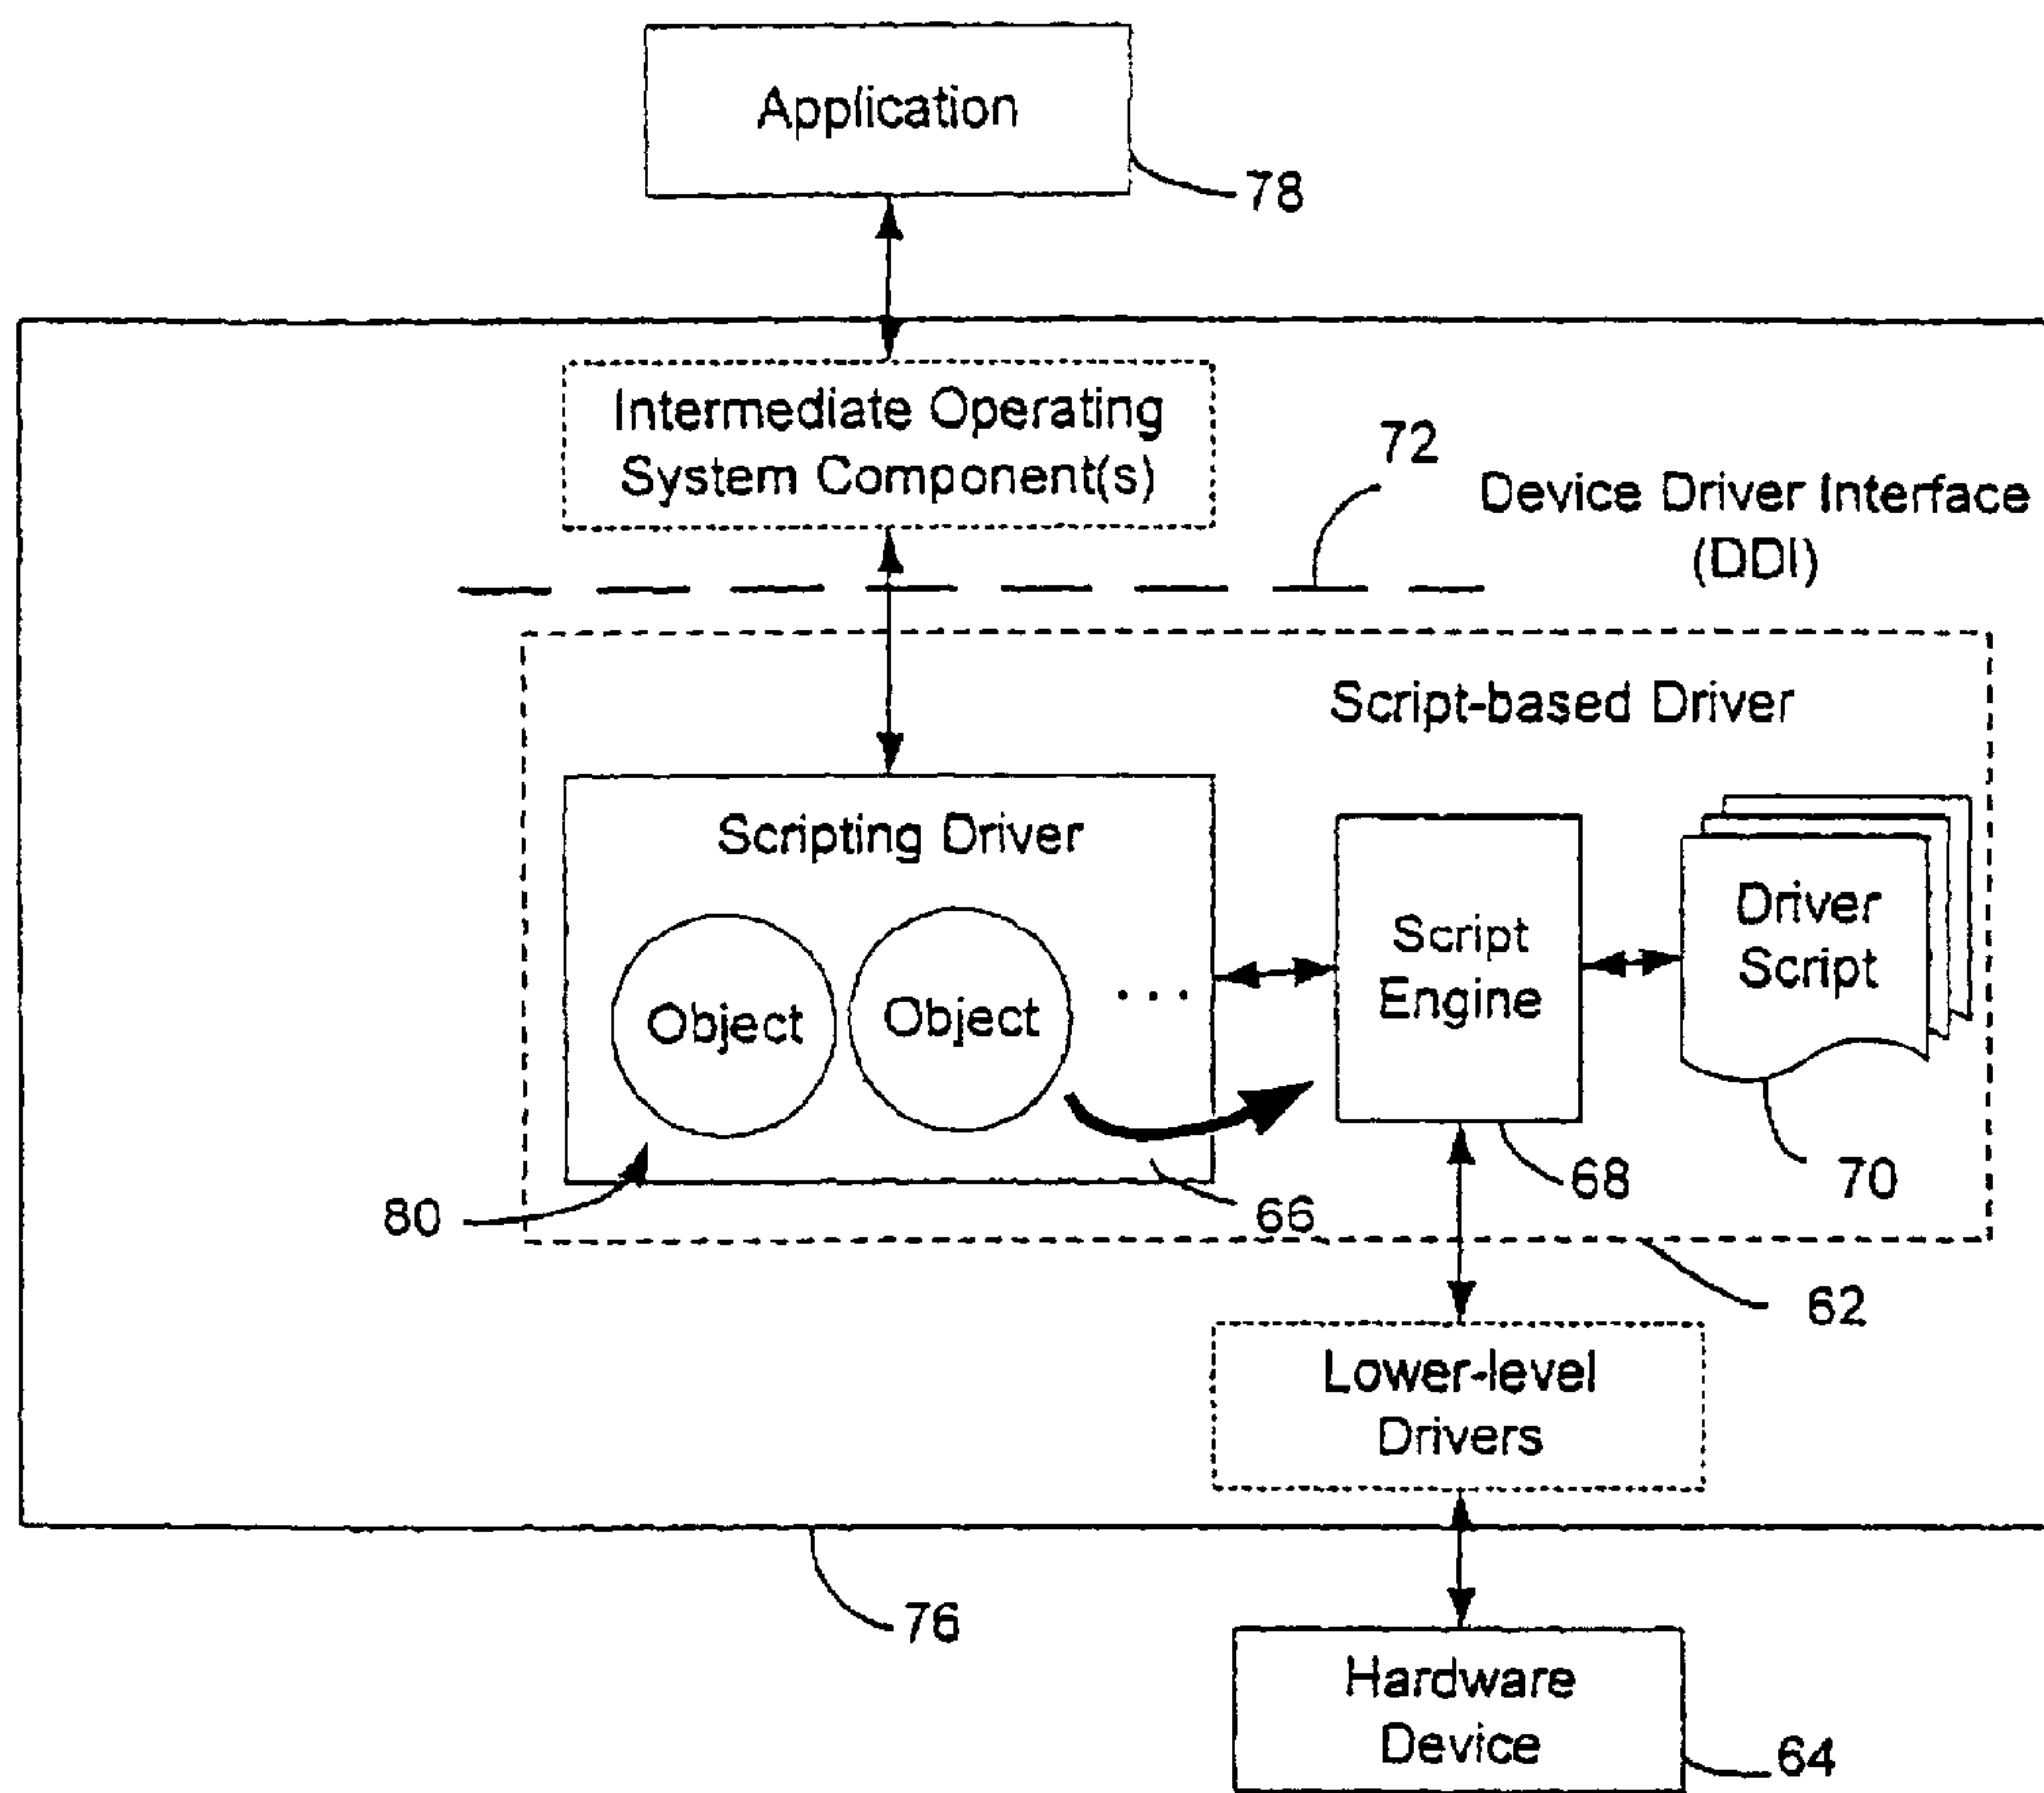 Application
78
Intermediate Operating
System Component(s)
72
Device Driver Interface
(DDI)
Script-based Driver
Scripting Driver
Object
Object
...
Script
Engine
Driver
Script
80
66
68
70
62
Lower-level
Drivers
76
Hardware
Device
64